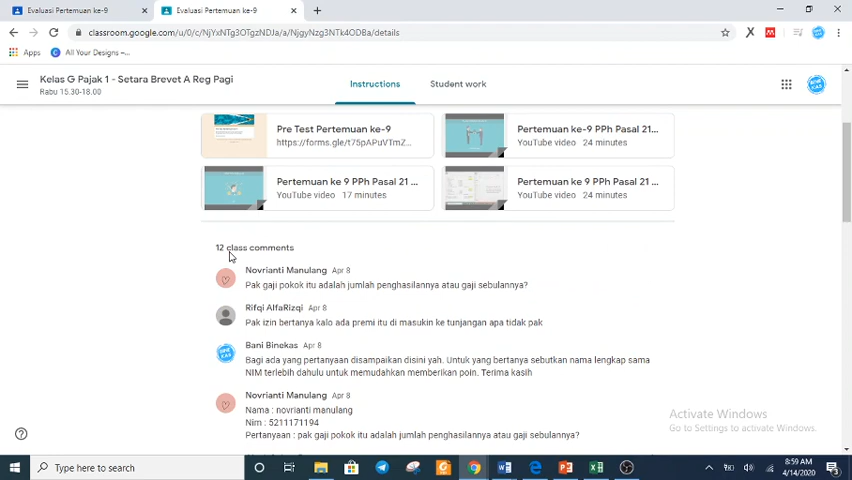 Evaluasi Pertemuan ke-9
Evaluasi Pertemuan ke-9
classroom.google.com/u/0/c/NjYxNTg3OTgzNDJa/a/NjgyNzg3NTk4ODBa/details
Apps
All Your Designs –...
Kelas G Pajak 1 - Setara Brevet A Reg Pagi
Rabu 15.30-18.00
Instructions
Student work
Pre Test Pertemuan ke-9
https://forms.gle/t75pAPuVTmZ...
Pertemuan ke-9 PPh Pasal 21...
YouTube video 24 minutes
Pertemuan ke 9 PPh Pasal 21 ...
YouTube video 17 minutes
Pertemuan ke 9 PPh Pasal 21 ...
YouTube video 24 minutes
12 class comments
Novrianti Manulang Apr 8
Pak gaji pokok itu adalah jumlah penghasilannya atau gaji sebulannya?
Rifqi AlfaRizqi Apr 8
Pak izin bertanya kalo ada premi itu di masukin ke tunjangan apa tidak pak
Bani Binekas Apr 8
Bagi ada yang pertanyaan disampaikan disini yah. Untuk yang bertanya sebutkan nama lengkap sama
NIM terlebih dahulu untuk memudahkan memberikan poin. Terima kasih
Novrianti Manulang Apr 8
Nama : novrianti manulang
Nim : 5211171194
Pertanyaan : pak gaji pokok itu adalah jumlah penghasilannya atau gaji sebulannya?
Activate Windows
Go to Settings to activate Windows.
Type here to search
8:59 AM
4/14/2020
3